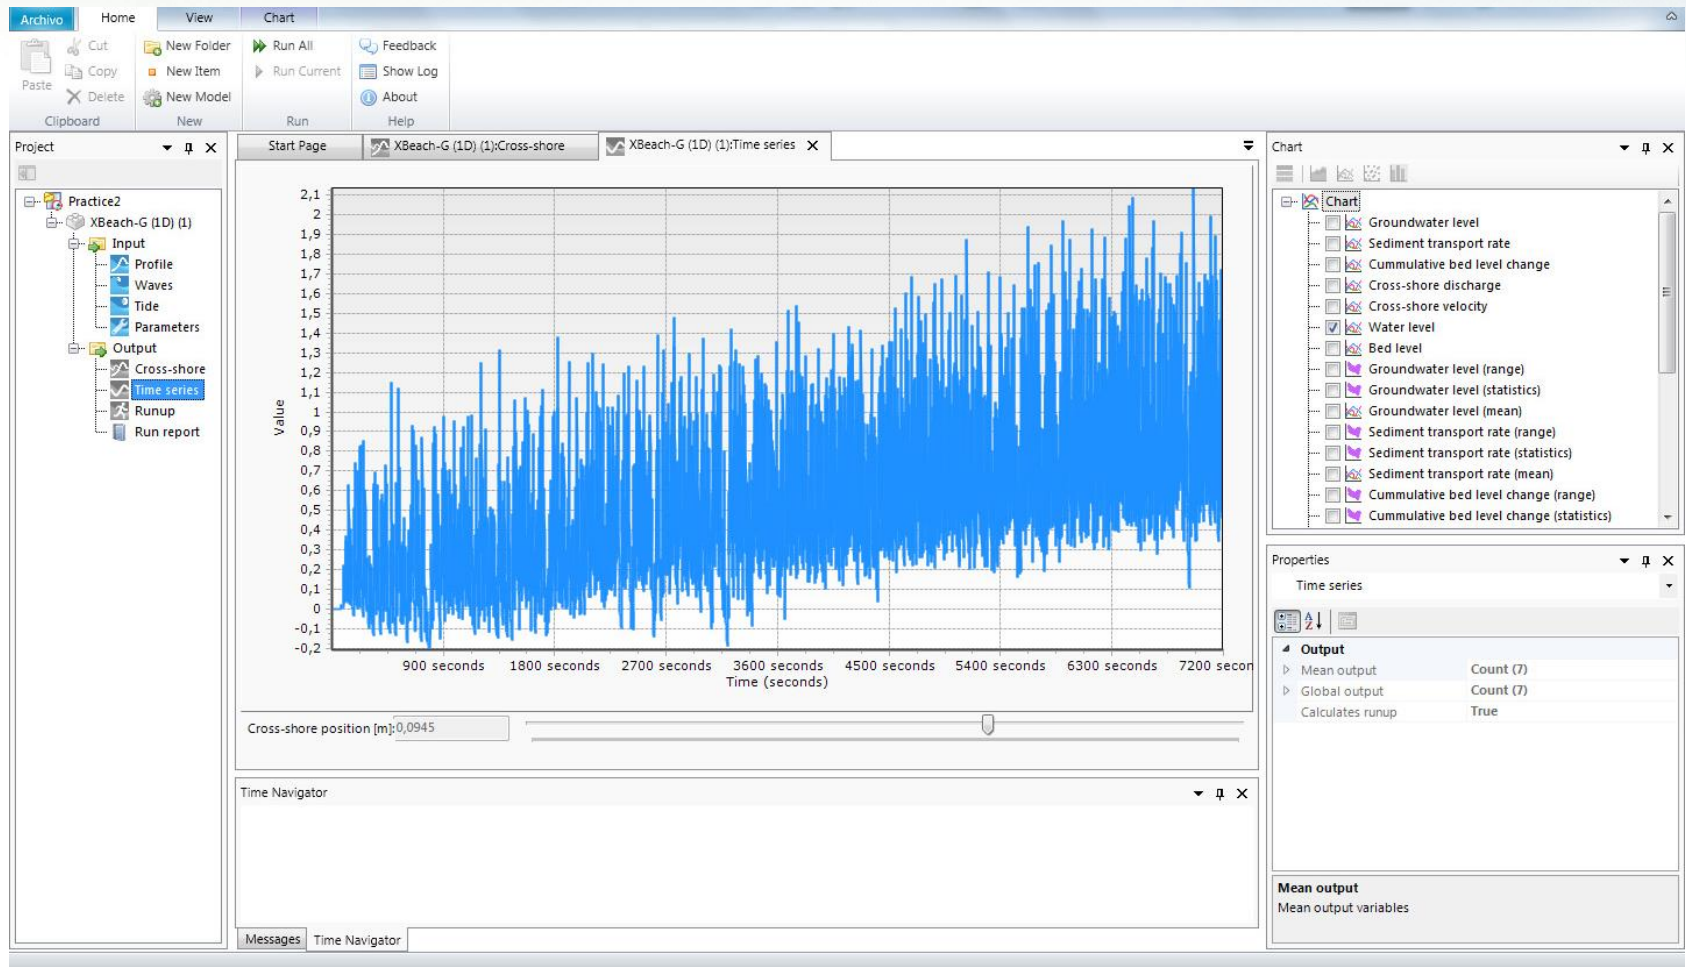 Archivo Home View Chart
Cut New Folder Run All Feedback
Copy New Item Run Current Show Log
Paste
Delete New Model About
Clipboard New Run Help
Project
Practice2
XBeach-G (1D) (1)
Input
Profile
Waves
Tide
Parameters
Output
Cross-shore
Time series
Runup
Run report
Start Page XBeach-G (1D) (1):Cross-shore XBeach-G (1D) (1):Time series
2,1
2
1,9
1,8
1,7
1,6
1,5
1,4
1,3
1,2
1,1
1
0,9
0,8
0,7
0,6
0,5
0,4
0,3
0,2
0,1
0
-0,1
-0,2
Value
900 seconds 1800 seconds 2700 seconds 3600 seconds 4500 seconds 5400 seconds 6300 seconds 7200 secon
Time (seconds)
Cross-shore position [m]: 0,0945
Time Navigator
Messages Time Navigator
Chart
Chart
Groundwater level
Sediment transport rate
Cummulative bed level change
Cross-shore discharge
Cross-shore velocity
Water level
Bed level
Groundwater level (range)
Groundwater level (statistics)
Groundwater level (mean)
Sediment transport rate (range)
Sediment transport rate (statistics)
Sediment transport rate (mean)
Cummulative bed level change (range)
Cummulative bed level change (statistics)
Properties
Time series
Output
Mean output Count (7)
Global output Count (7)
Calculates runup True
Mean output
Mean output variables